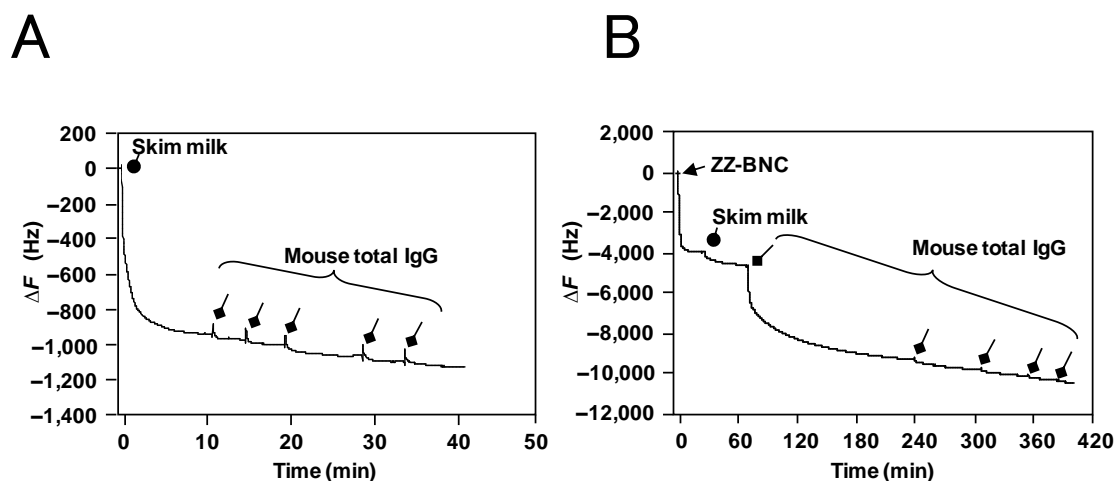 A
B
200
0
−200
−400
−600
−800
−1,000
−1,200
−1,400
ΔF (Hz)
Skim milk
Mouse total IgG
0 10 20 30 40 50
Time (min)
2,000
0
−2,000
−4,000
−6,000
−8,000
−10,000
−12,000
ΔF (Hz)
ZZ-BNC
Skim milk
Mouse total IgG
0 60 120 180 240 300 360 420
Time (min)